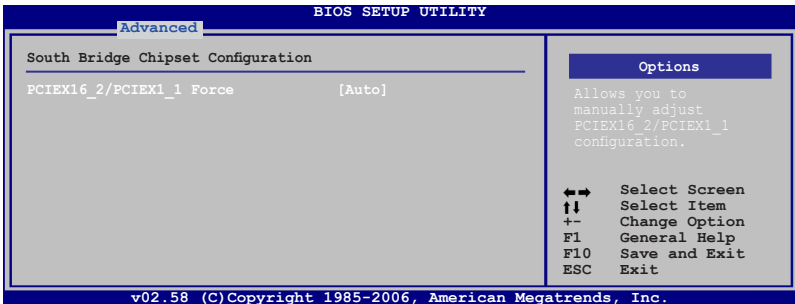 BIOS SETUP UTILITY
Advanced
South Bridge Chipset Configuration
PCIEX16_2/PCIEX1_1 Force [Auto]
Options
Allows you to
manually adjust
PCIEX16_2/PCIEX1_1
configuration.
←→ Select Screen
↑↓ Select Item
+- Change Option
F1 General Help
F10 Save and Exit
ESC Exit
v02.58 (C)Copyright 1985-2006, American Megatrends, Inc.